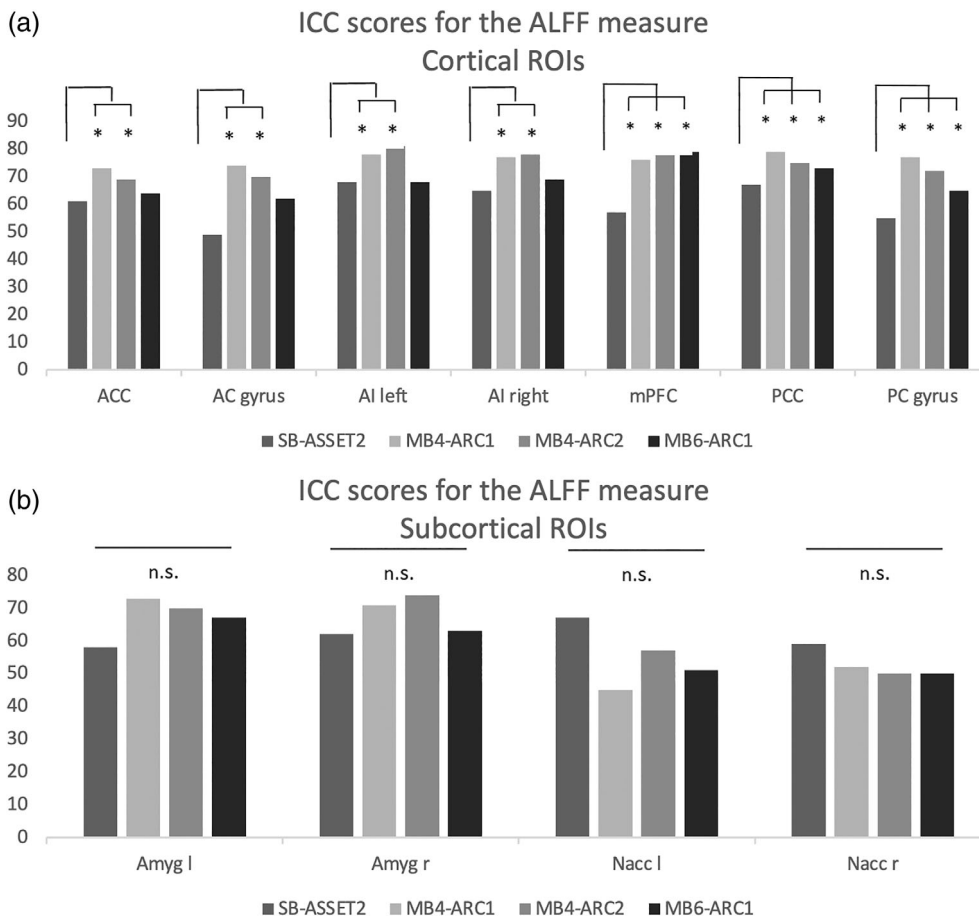 (a)
ICC scores for the ALFF measure
Cortical ROIs
* * * * * * * * * * * * * * * * *
90
80
70
60
50
40
30
20
10
0
ACC AC gyrus AI left AI right mPFC PCC PC gyrus
SB-ASSET2 MB4-ARC1 MB4-ARC2 MB6-ARC1
(b)
ICC scores for the ALFF measure
Subcortical ROIs
n.s. n.s. n.s. n.s.
80
70
60
50
40
30
20
10
0
Amyg l Amyg r Nacc l Nacc r
SB-ASSET2 MB4-ARC1 MB4-ARC2 MB6-ARC1